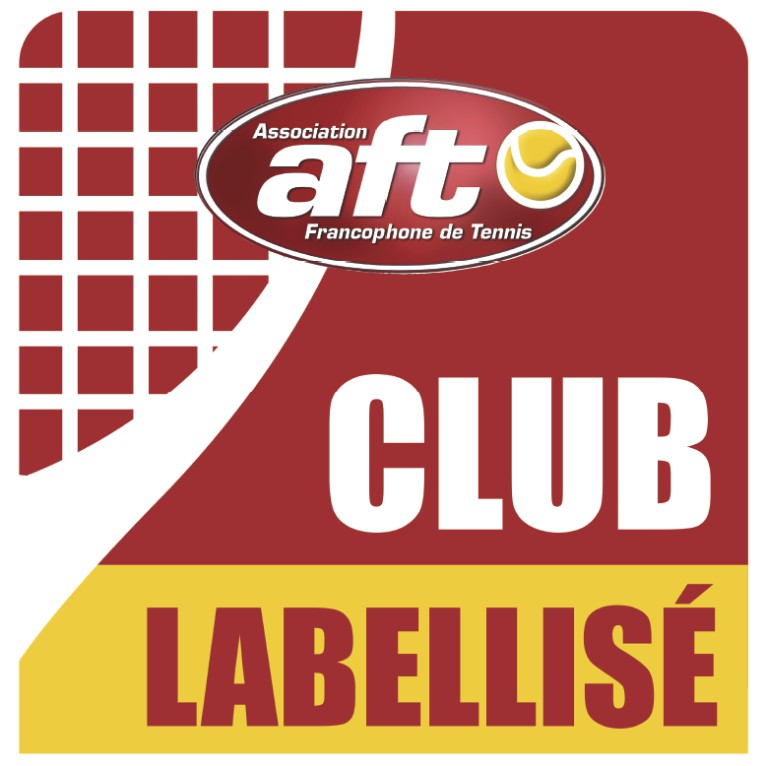 Association
aft
Francophone de Tennis
CLUB
LABELLISÉ